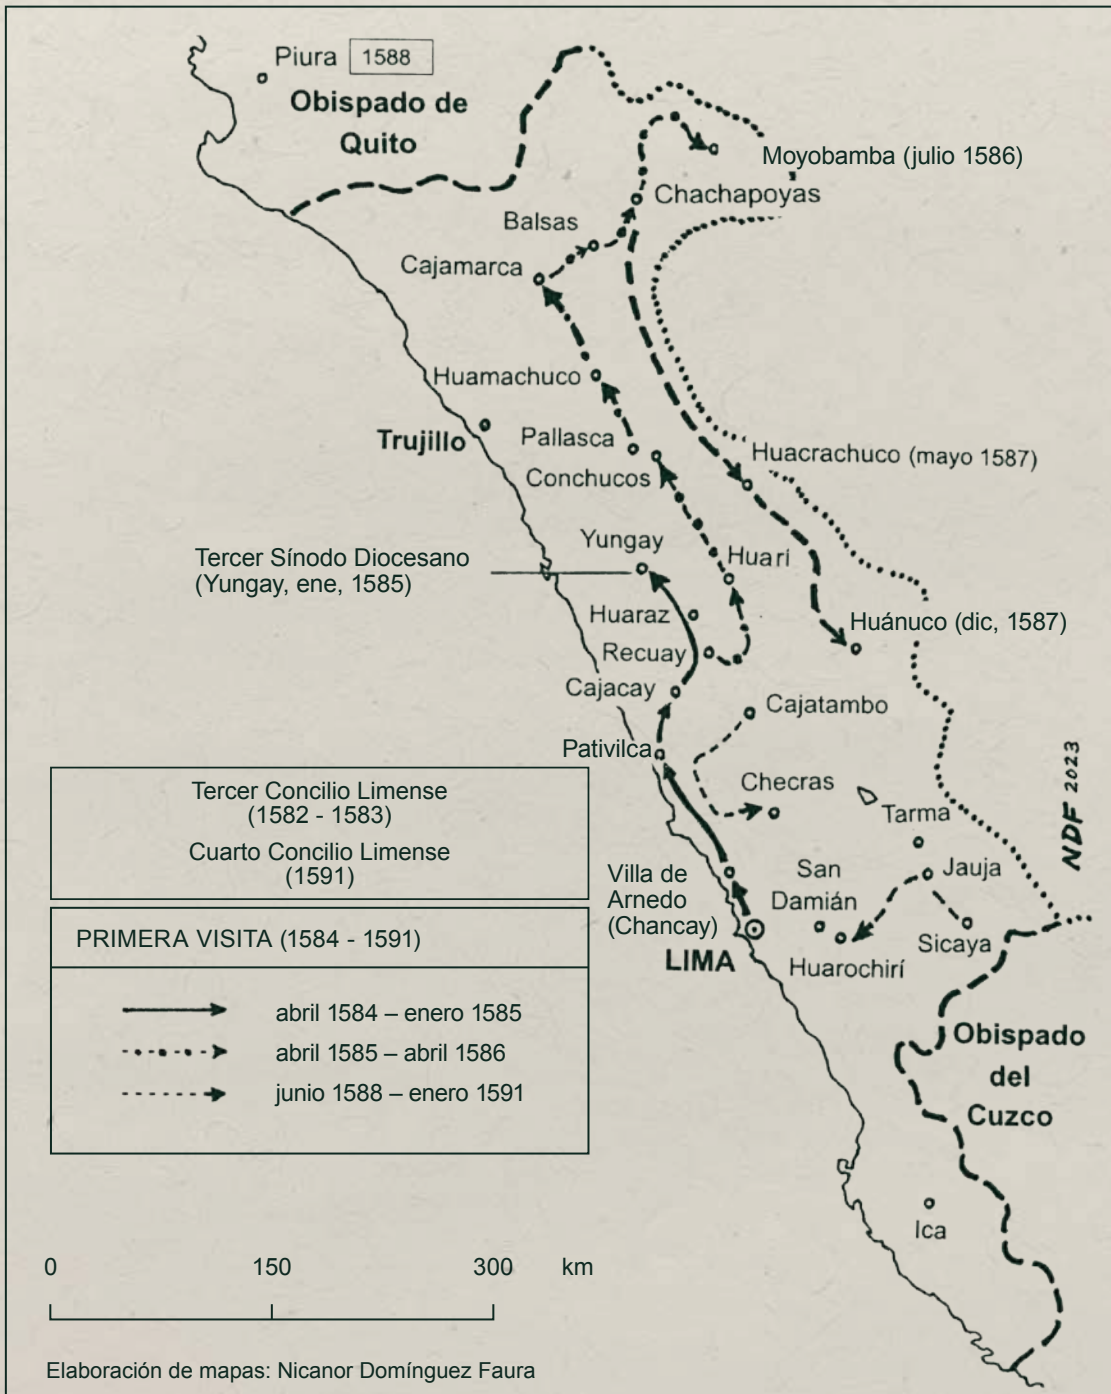 Piura 1588
Obispado de
Quito
Moyobamba (julio 1586)
Chachapoyas
Balsas
Cajamarca
Huamachuco
Trujillo
Pallasca
Conchucos
Huacrachuco (mayo 1587)
Yungay
Tercer Sínodo Diocesano
(Yungay, ene, 1585)
Huarí
Huaraz
Huánuco (dic, 1587)
Recuay
Cajacay
Cajatambo
Pativilca
Checras
Tarma
NDF 2023
Tercer Concilio Limense
(1582 - 1583)
Cuarto Concilio Limense
(1591)
Villa de
Arnedo
(Chancay)
San
Damián
Jauja
LIMA
Huarochirí
Sicaya
PRIMERA VISITA (1584 - 1591)
abril 1584 – enero 1585
abril 1585 – abril 1586
junio 1588 – enero 1591
Obispado
del
Cuzco
Ica
0 150 300 km
Elaboración de mapas: Nicanor Domínguez Faura